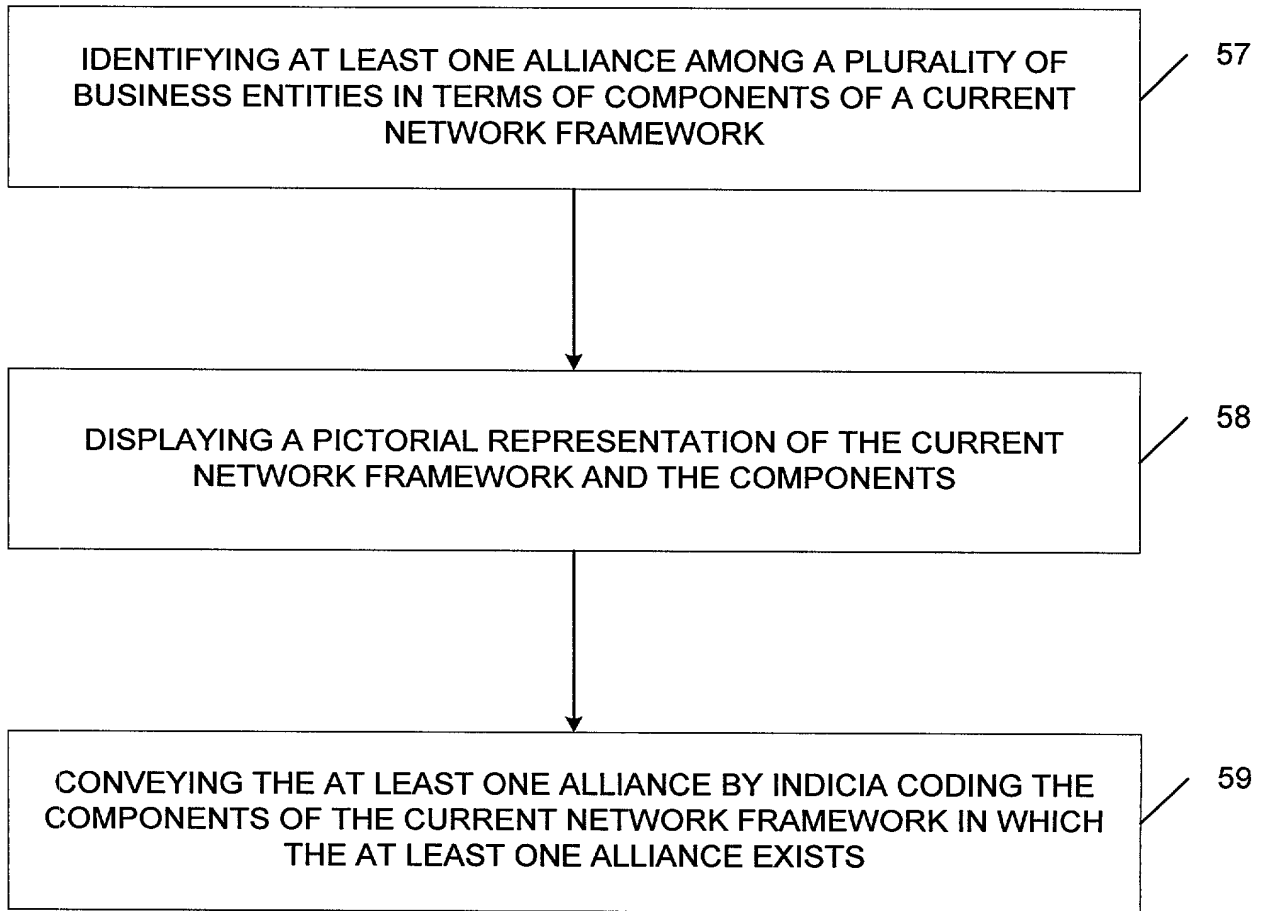 IDENTIFYING AT LEAST ONE ALLIANCE AMONG A PLURALITY OF
BUSINESS ENTITIES IN TERMS OF COMPONENTS OF A CURRENT
NETWORK FRAMEWORK
57
DISPLAYING A PICTORIAL REPRESENTATION OF THE CURRENT
NETWORK FRAMEWORK AND THE COMPONENTS
58
CONVEYING THE AT LEAST ONE ALLIANCE BY INDICIA CODING THE
COMPONENTS OF THE CURRENT NETWORK FRAMEWORK IN WHICH
THE AT LEAST ONE ALLIANCE EXISTS
59